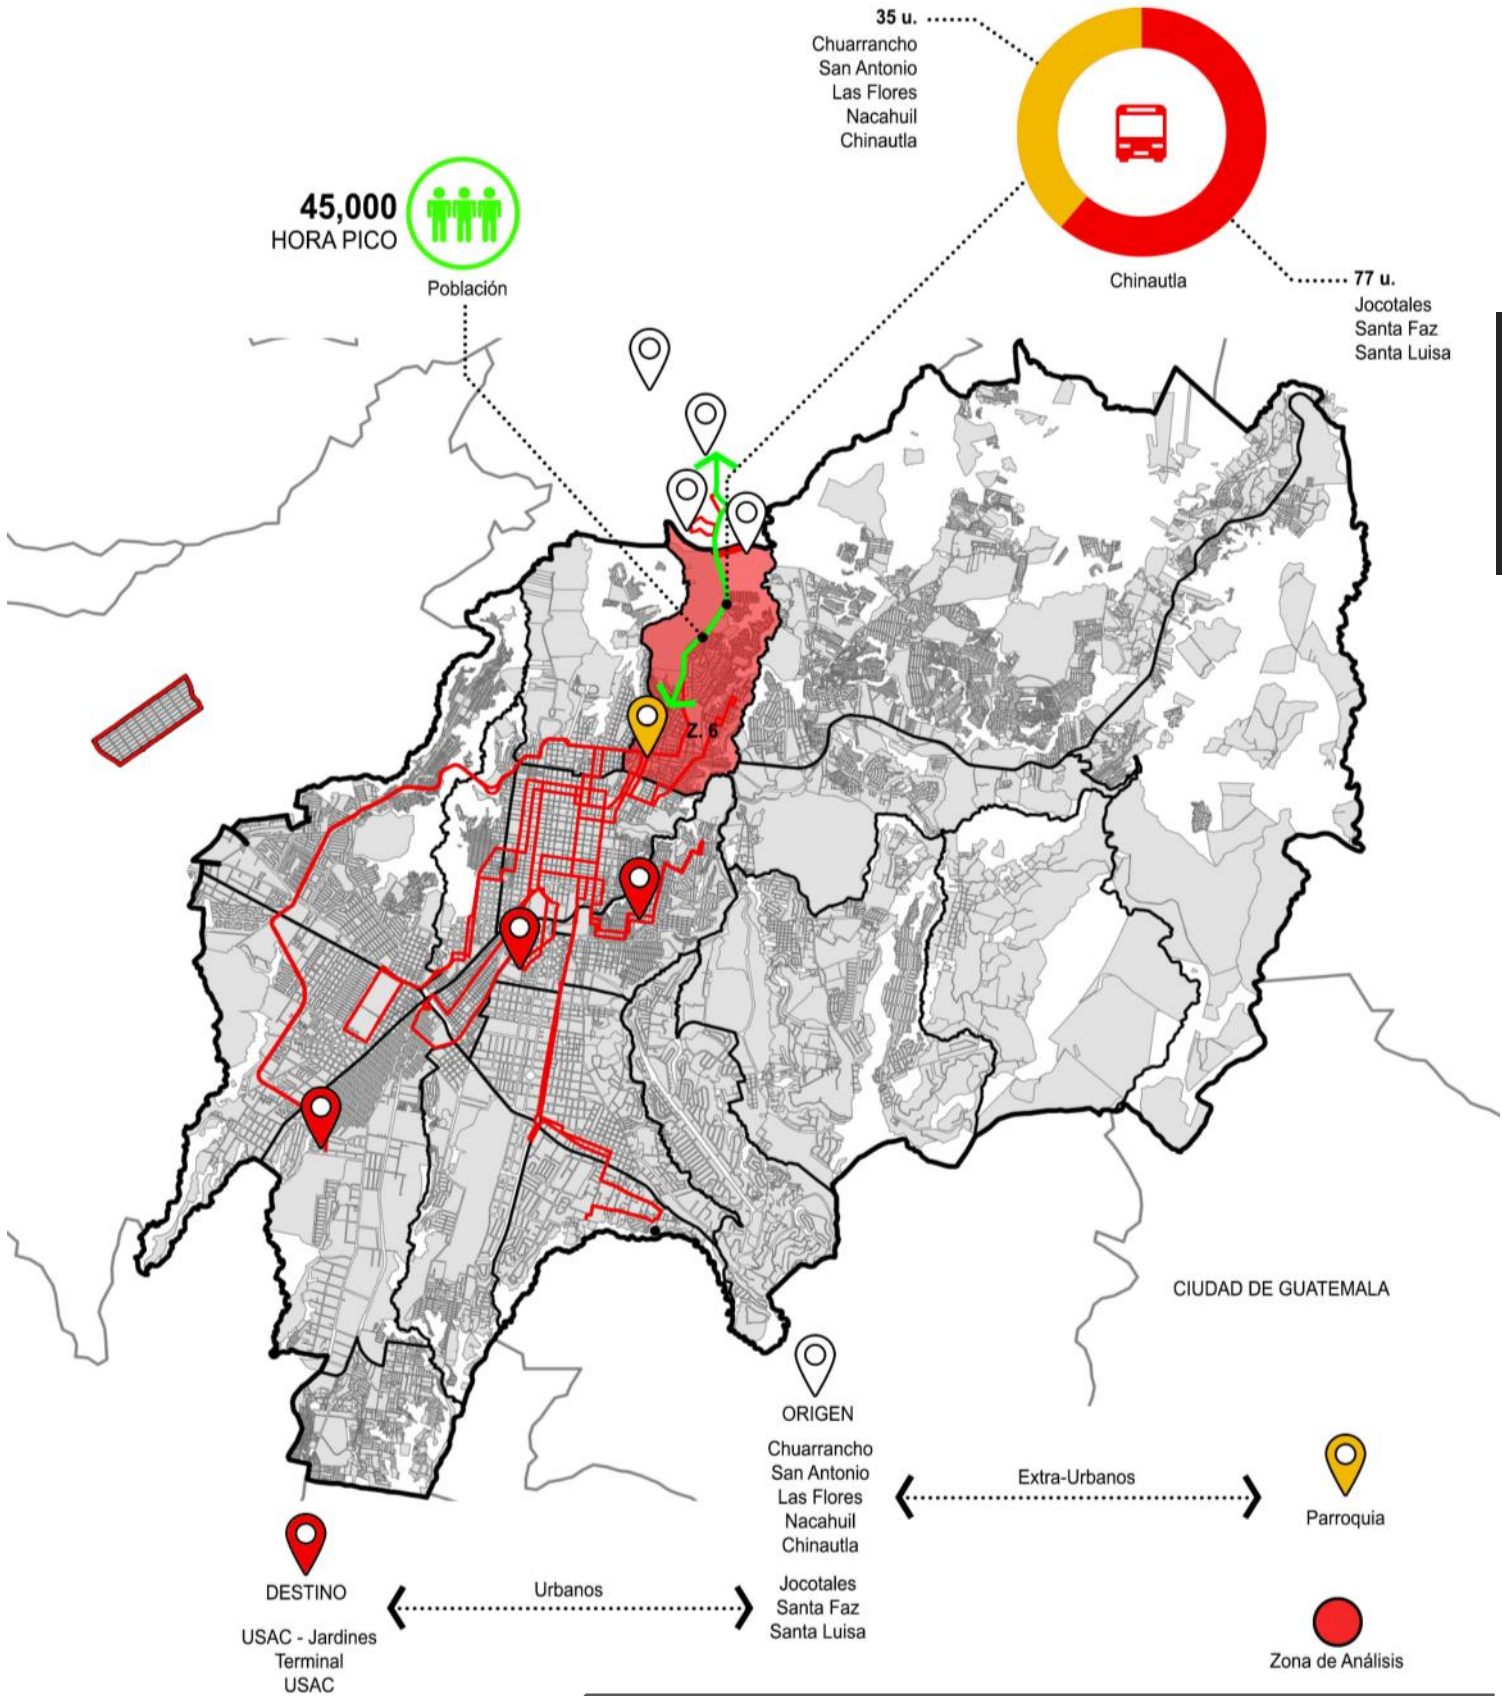 35 u.
Chuarrancho
San Antonio
Las Flores
Nacahuil
Chinautla
45,000
HORA PICO
Población
Chinautla
77 u.
Jocotales
Santa Faz
Santa Luisa
Z. 6
CIUDAD DE GUATEMALA
ORIGEN
Chuarrancho
San Antonio
Las Flores
Nacahuil
Chinautla
Jocotales
Santa Faz
Santa Luisa
Extra-Urbanos
Parroquia
DESTINO
USAC - Jardines
Terminal
USAC
Urbanos
Zona de Análisis